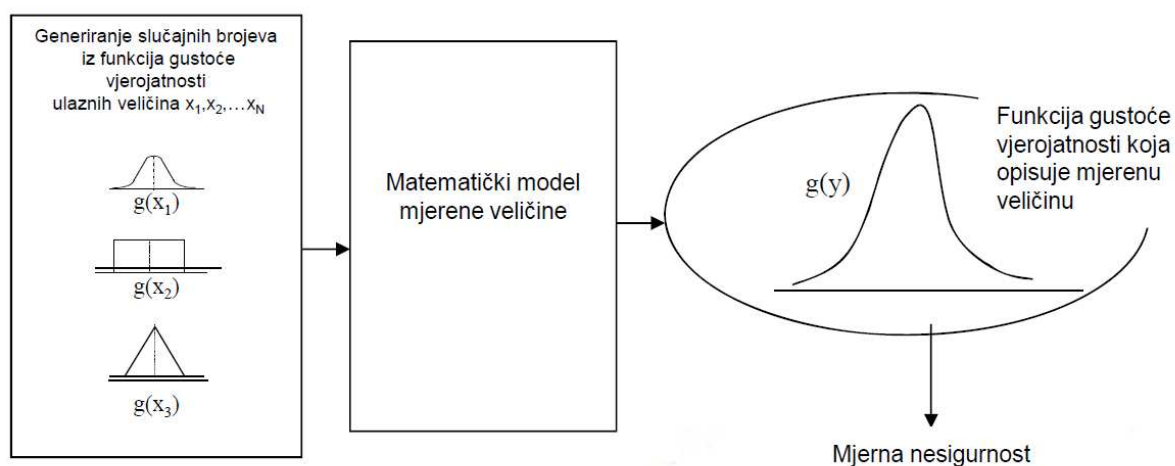 Generiranje slučajnih brojeva
iz funkcija gustoće
vjerojatnosti
ulaznih veličina x₁,x₂,...x_N
g(x₁)
g(x₂)
g(x₃)
Matematički model
mjerene veličine
g(y)
Funkcija gustoće
vjerojatnosti koja
opisuje mjerenu
veličinu
Mjerna nesigurnost